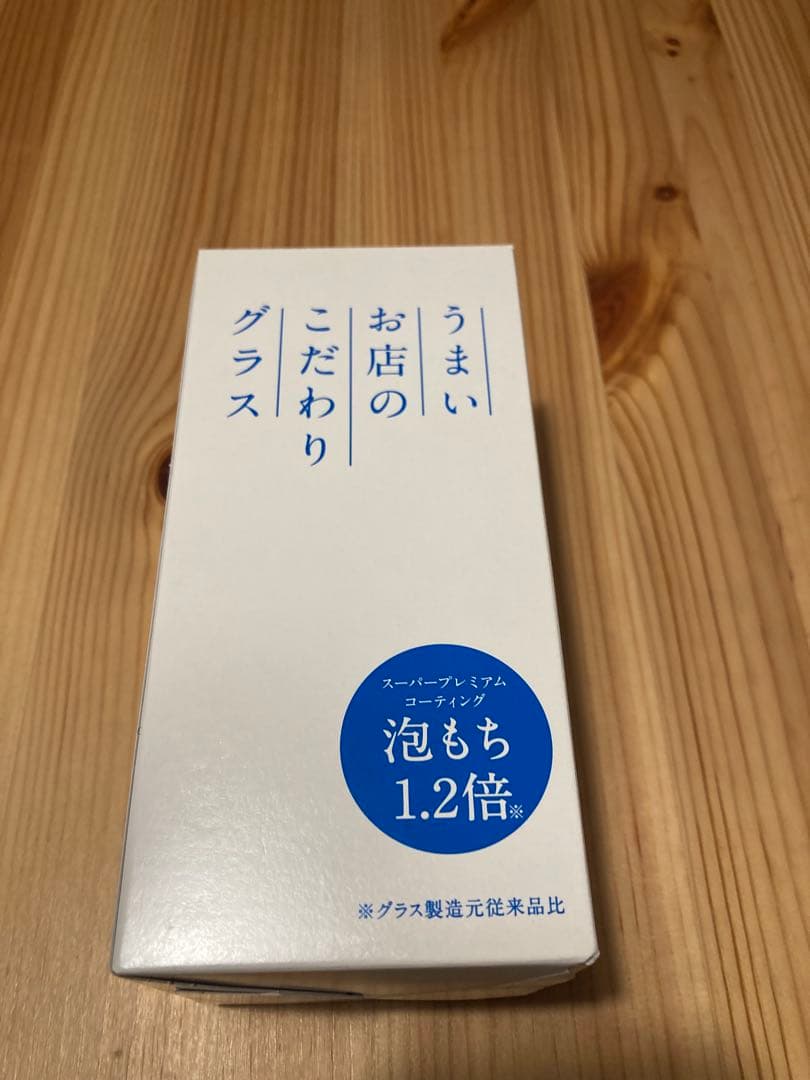 うまい
お店の
こだわり
グラス
スーパープレミアム
コーティング
泡もち
1.2倍※
※グラス製造元従来品比